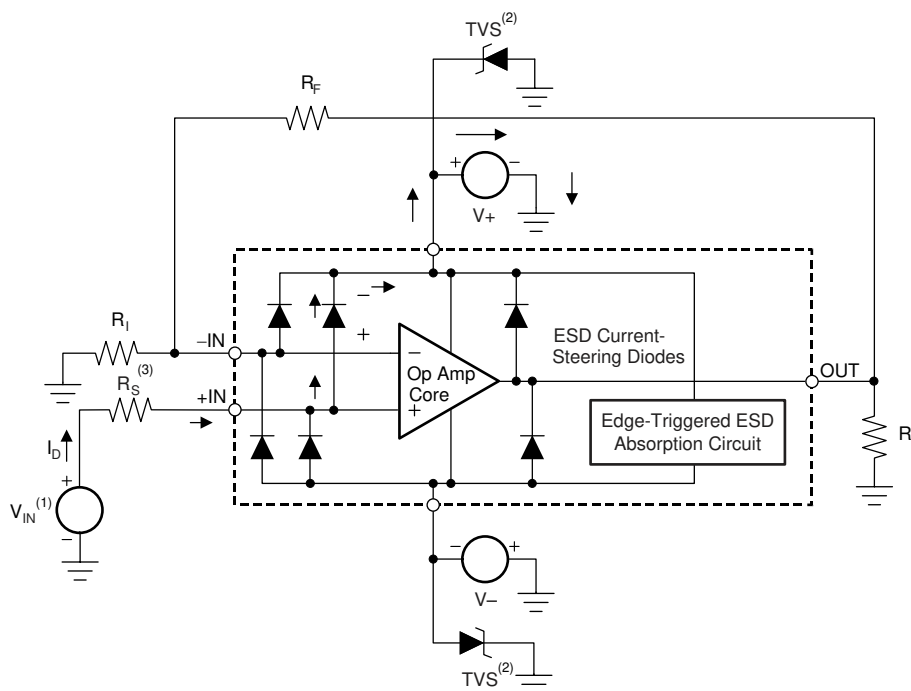 TVS(2)
RF
+ −
V+
RI
−IN
−
+
ESD Current-
Steering Diodes
−
Op Amp
Core
+
OUT
RS(3)
+IN
Edge-Triggered ESD
Absorption Circuit
R
ID
+
VIN(1)
−
− +
V−
TVS(2)